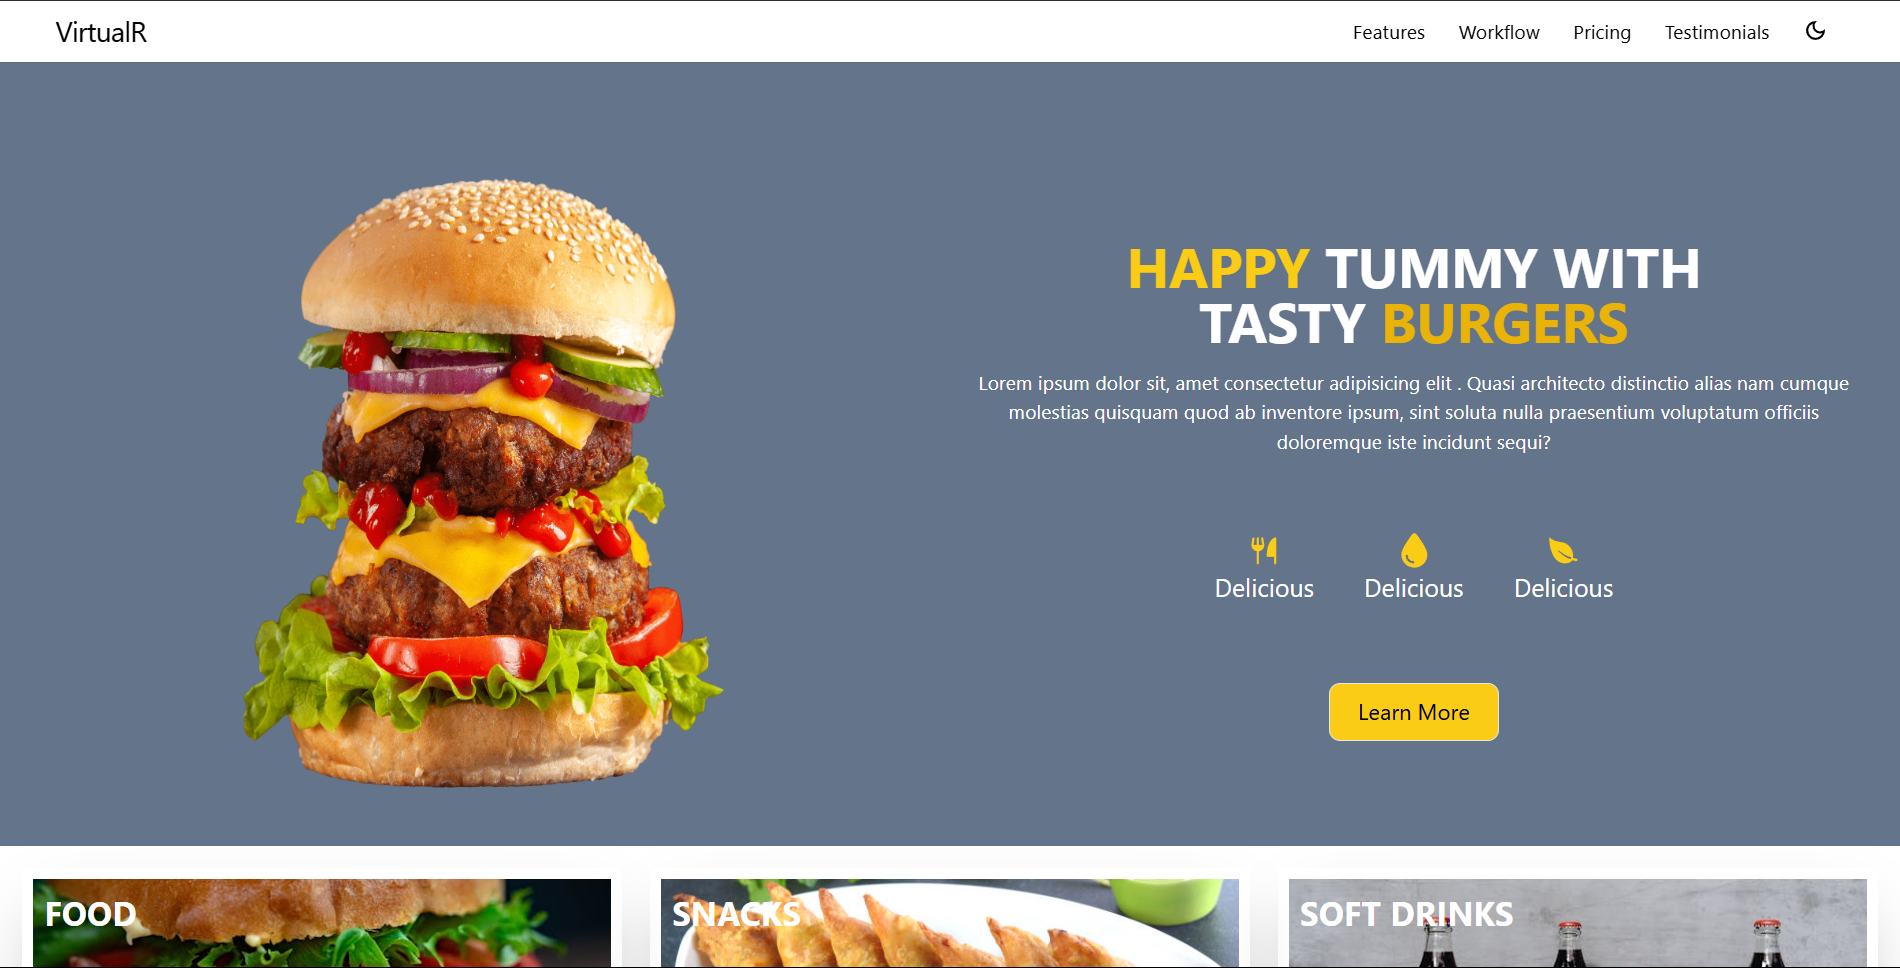 VirtualR
Features Workflow Pricing Testimonials
HAPPY TUMMY WITH
TASTY BURGERS
Lorem ipsum dolor sit, amet consectetur adipisicing elit . Quasi architecto distinctio alias nam cumque
molestias quisquam quod ab inventore ipsum, sint soluta nulla praesentium voluptatum officiis
doloremque iste incidunt sequi?
Delicious Delicious Delicious
Learn More
FOOD SNACKS SOFT DRINKS